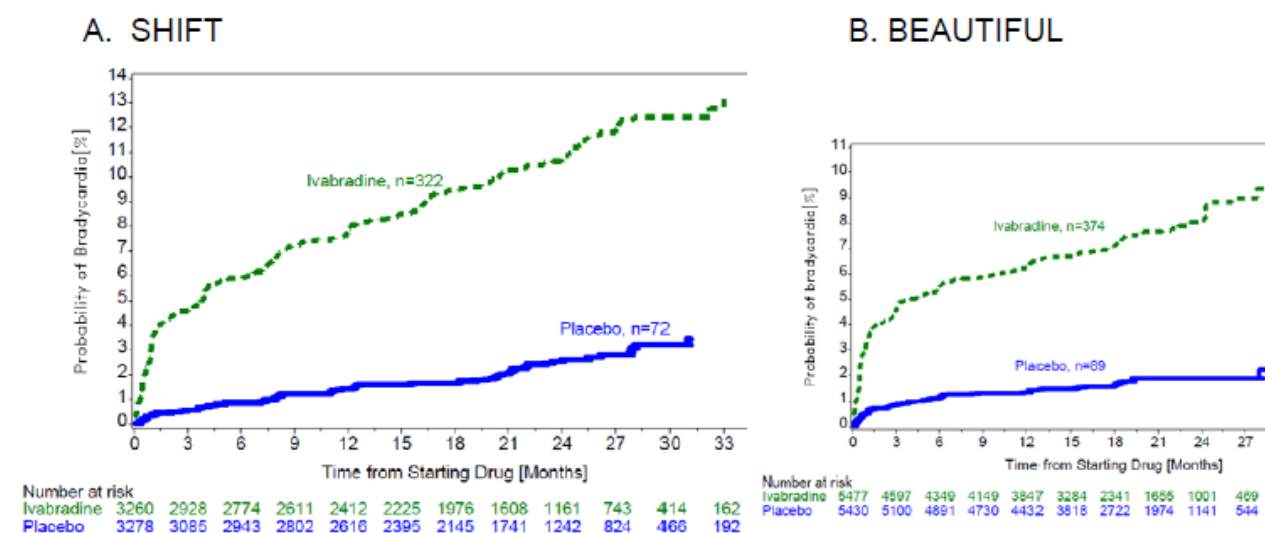 A. SHIFT
14
13
12
11
10
9
8
7
6
5
4
3
2
1
0
Probability of Bradycardia [%]
Ivabradine, n=322
Placebo, n=72
0 3 6 9 12 15 18 21 24 27 30 33
Time from Starting Drug [Months]
Number at risk
Ivabradine 3260 2928 2774 2611 2412 2225 1976 1608 1161 743 414 162
Placebo 3278 3085 2943 2802 2616 2395 2145 1741 1242 824 466 192
B. BEAUTIFUL
11
10
9
8
7
6
5
4
3
2
1
0
Probability of bradycardia [%]
Ivabradine, n=374
Placebo, n=89
0 3 6 9 12 15 18 21 24 27
Time from Starting Drug [Months]
Number at risk
Ivabradine 5477 4597 4349 4149 3847 3284 2341 1655 1001 469
Placebo 5430 5100 4891 4730 4432 3818 2722 1974 1141 544